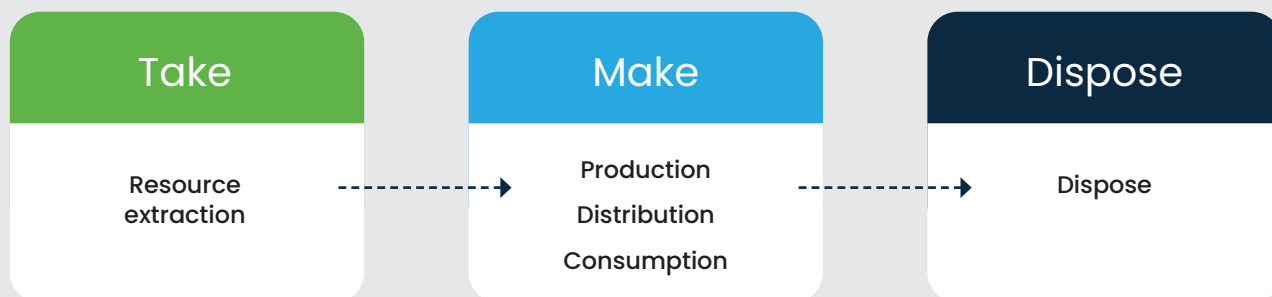 Take
Resource
extraction
Make
Production
Distribution
Consumption
Dispose
Dispose